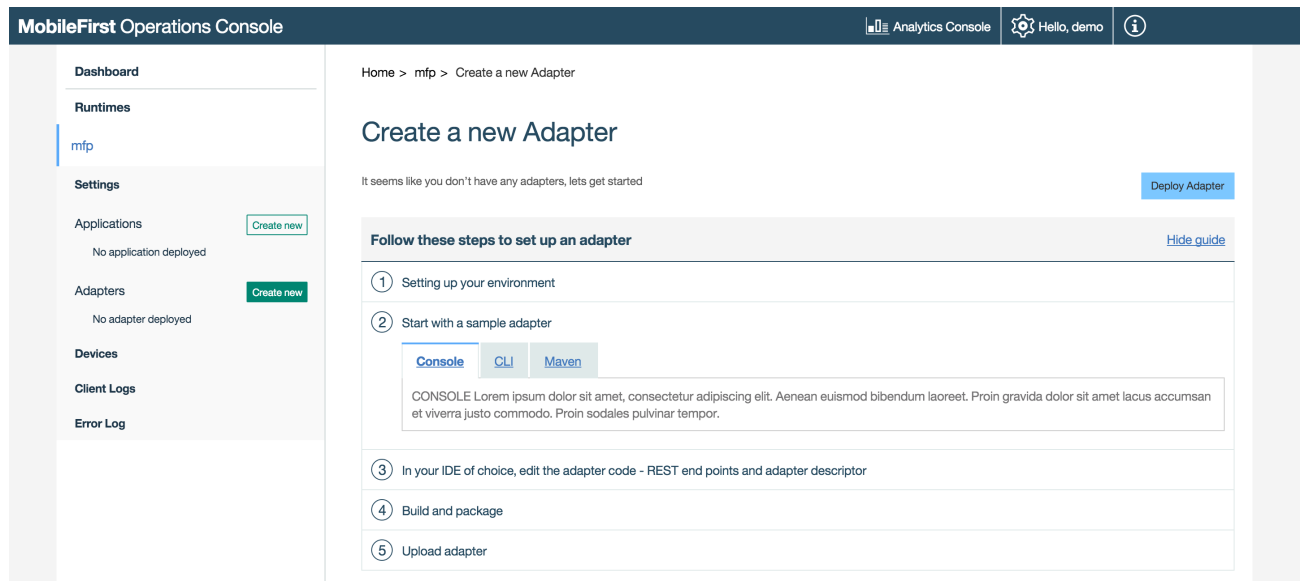 MobileFirst Operations Console
Analytics Console
Hello, demo
Dashboard
Runtimes
mfp
Settings
Applications
Create new
No application deployed
Adapters
Create new
No adapter deployed
Devices
Client Logs
Error Log
Home > mfp > Create a new Adapter
Create a new Adapter
It seems like you don't have any adapters, lets get started
Deploy Adapter
Follow these steps to set up an adapter
Hide guide
1 Setting up your environment
2 Start with a sample adapter
Console CLI Maven
CONSOLE Lorem ipsum dolor sit amet, consectetur adipiscing elit. Aenean euismod bibendum laoreet. Proin gravida dolor sit amet lacus accumsan
et viverra justo commodo. Proin sodales pulvinar tempor.
3 In your IDE of choice, edit the adapter code - REST end points and adapter descriptor
4 Build and package
5 Upload adapter